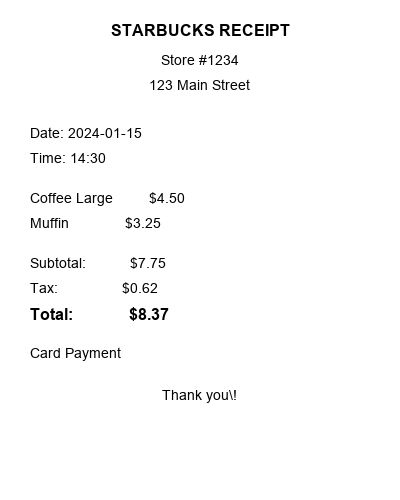 STARBUCKS RECEIPT
Store #1234
123 Main Street
Date: 2024-01-15
Time: 14:30
Coffee Large $4.50
Muffin $3.25
Subtotal: $7.75
Tax: $0.62
Total: $8.37
Card Payment
Thank you\!